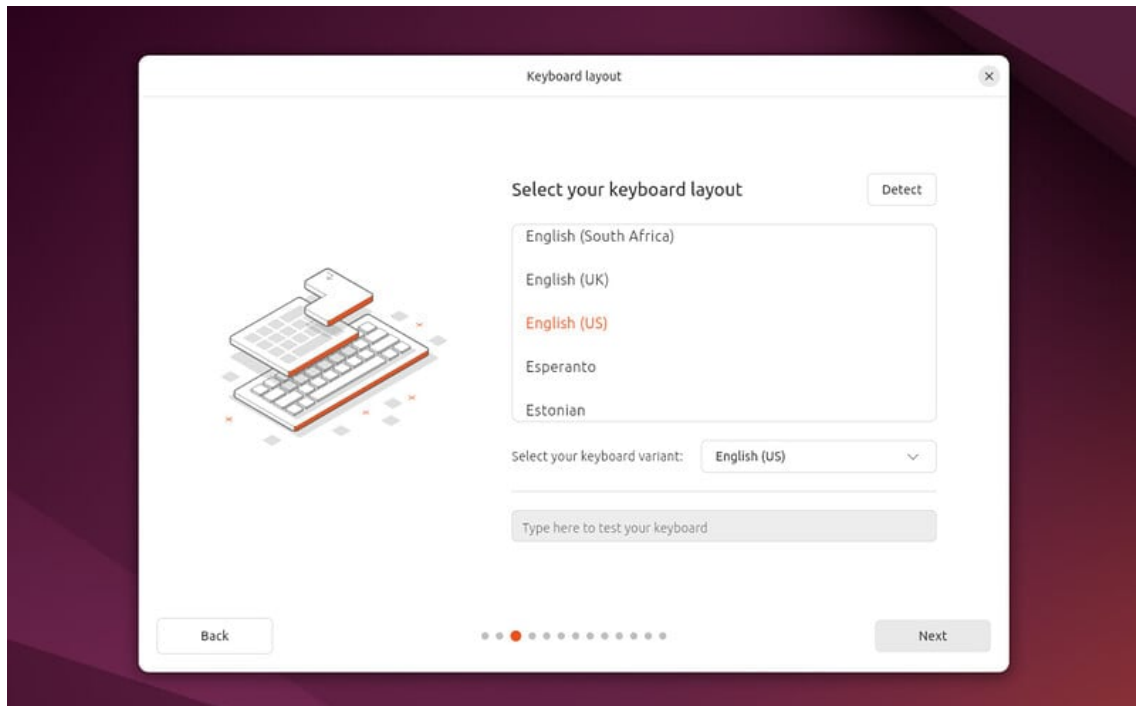 Keyboard layout
Select your keyboard layout
Detect
English (South Africa)
English (UK)
English (US)
Esperanto
Estonian
Select your keyboard variant:
English (US)
Type here to test your keyboard
Back
Next